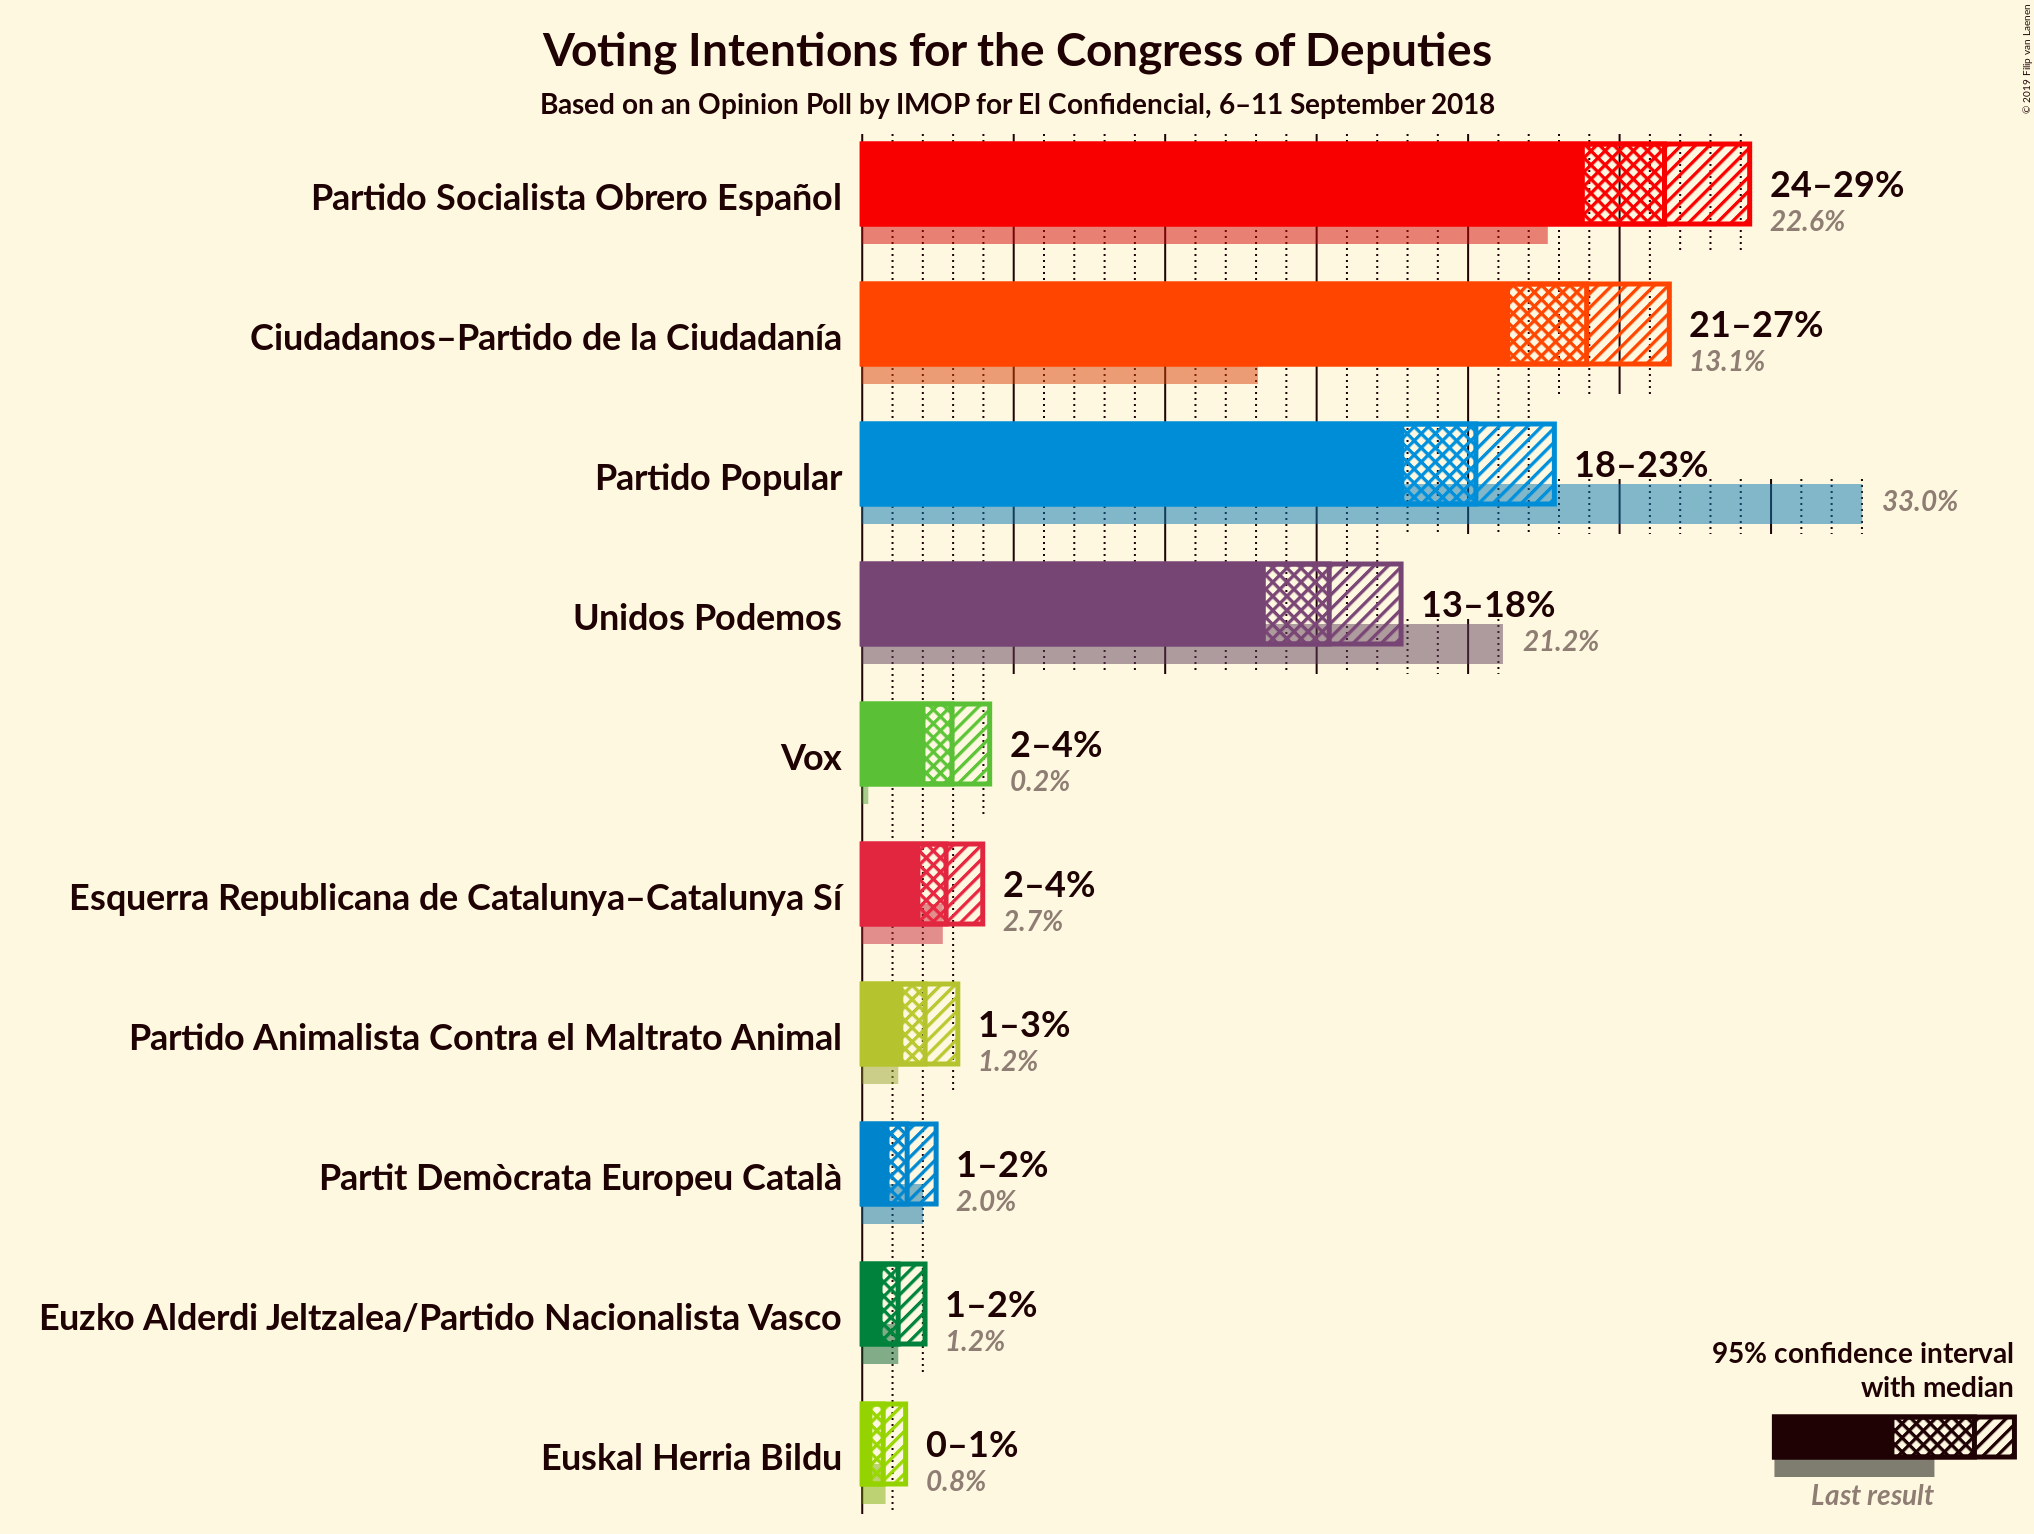 Voting Intentions for the Congress of Deputies
Based on an Opinion Poll by IMOP for El Confidencial, 6–11 September 2018
© 2019 Filip van Laenen
Partido Socialista Obrero Español
24–29%
22.6%
Ciudadanos–Partido de la Ciudadanía
21–27%
13.1%
Partido Popular
18–23%
33.0%
Unidos Podemos
13–18%
21.2%
Vox
2–4%
0.2%
Esquerra Republicana de Catalunya–Catalunya Sí
2–4%
2.7%
Partido Animalista Contra el Maltrato Animal
1–3%
1.2%
Partit Demòcrata Europeu Català
1–2%
2.0%
Euzko Alderdi Jeltzalea/Partido Nacionalista Vasco
1–2%
1.2%
Euskal Herria Bildu
0–1%
0.8%
95% confidence interval
with median
Last result